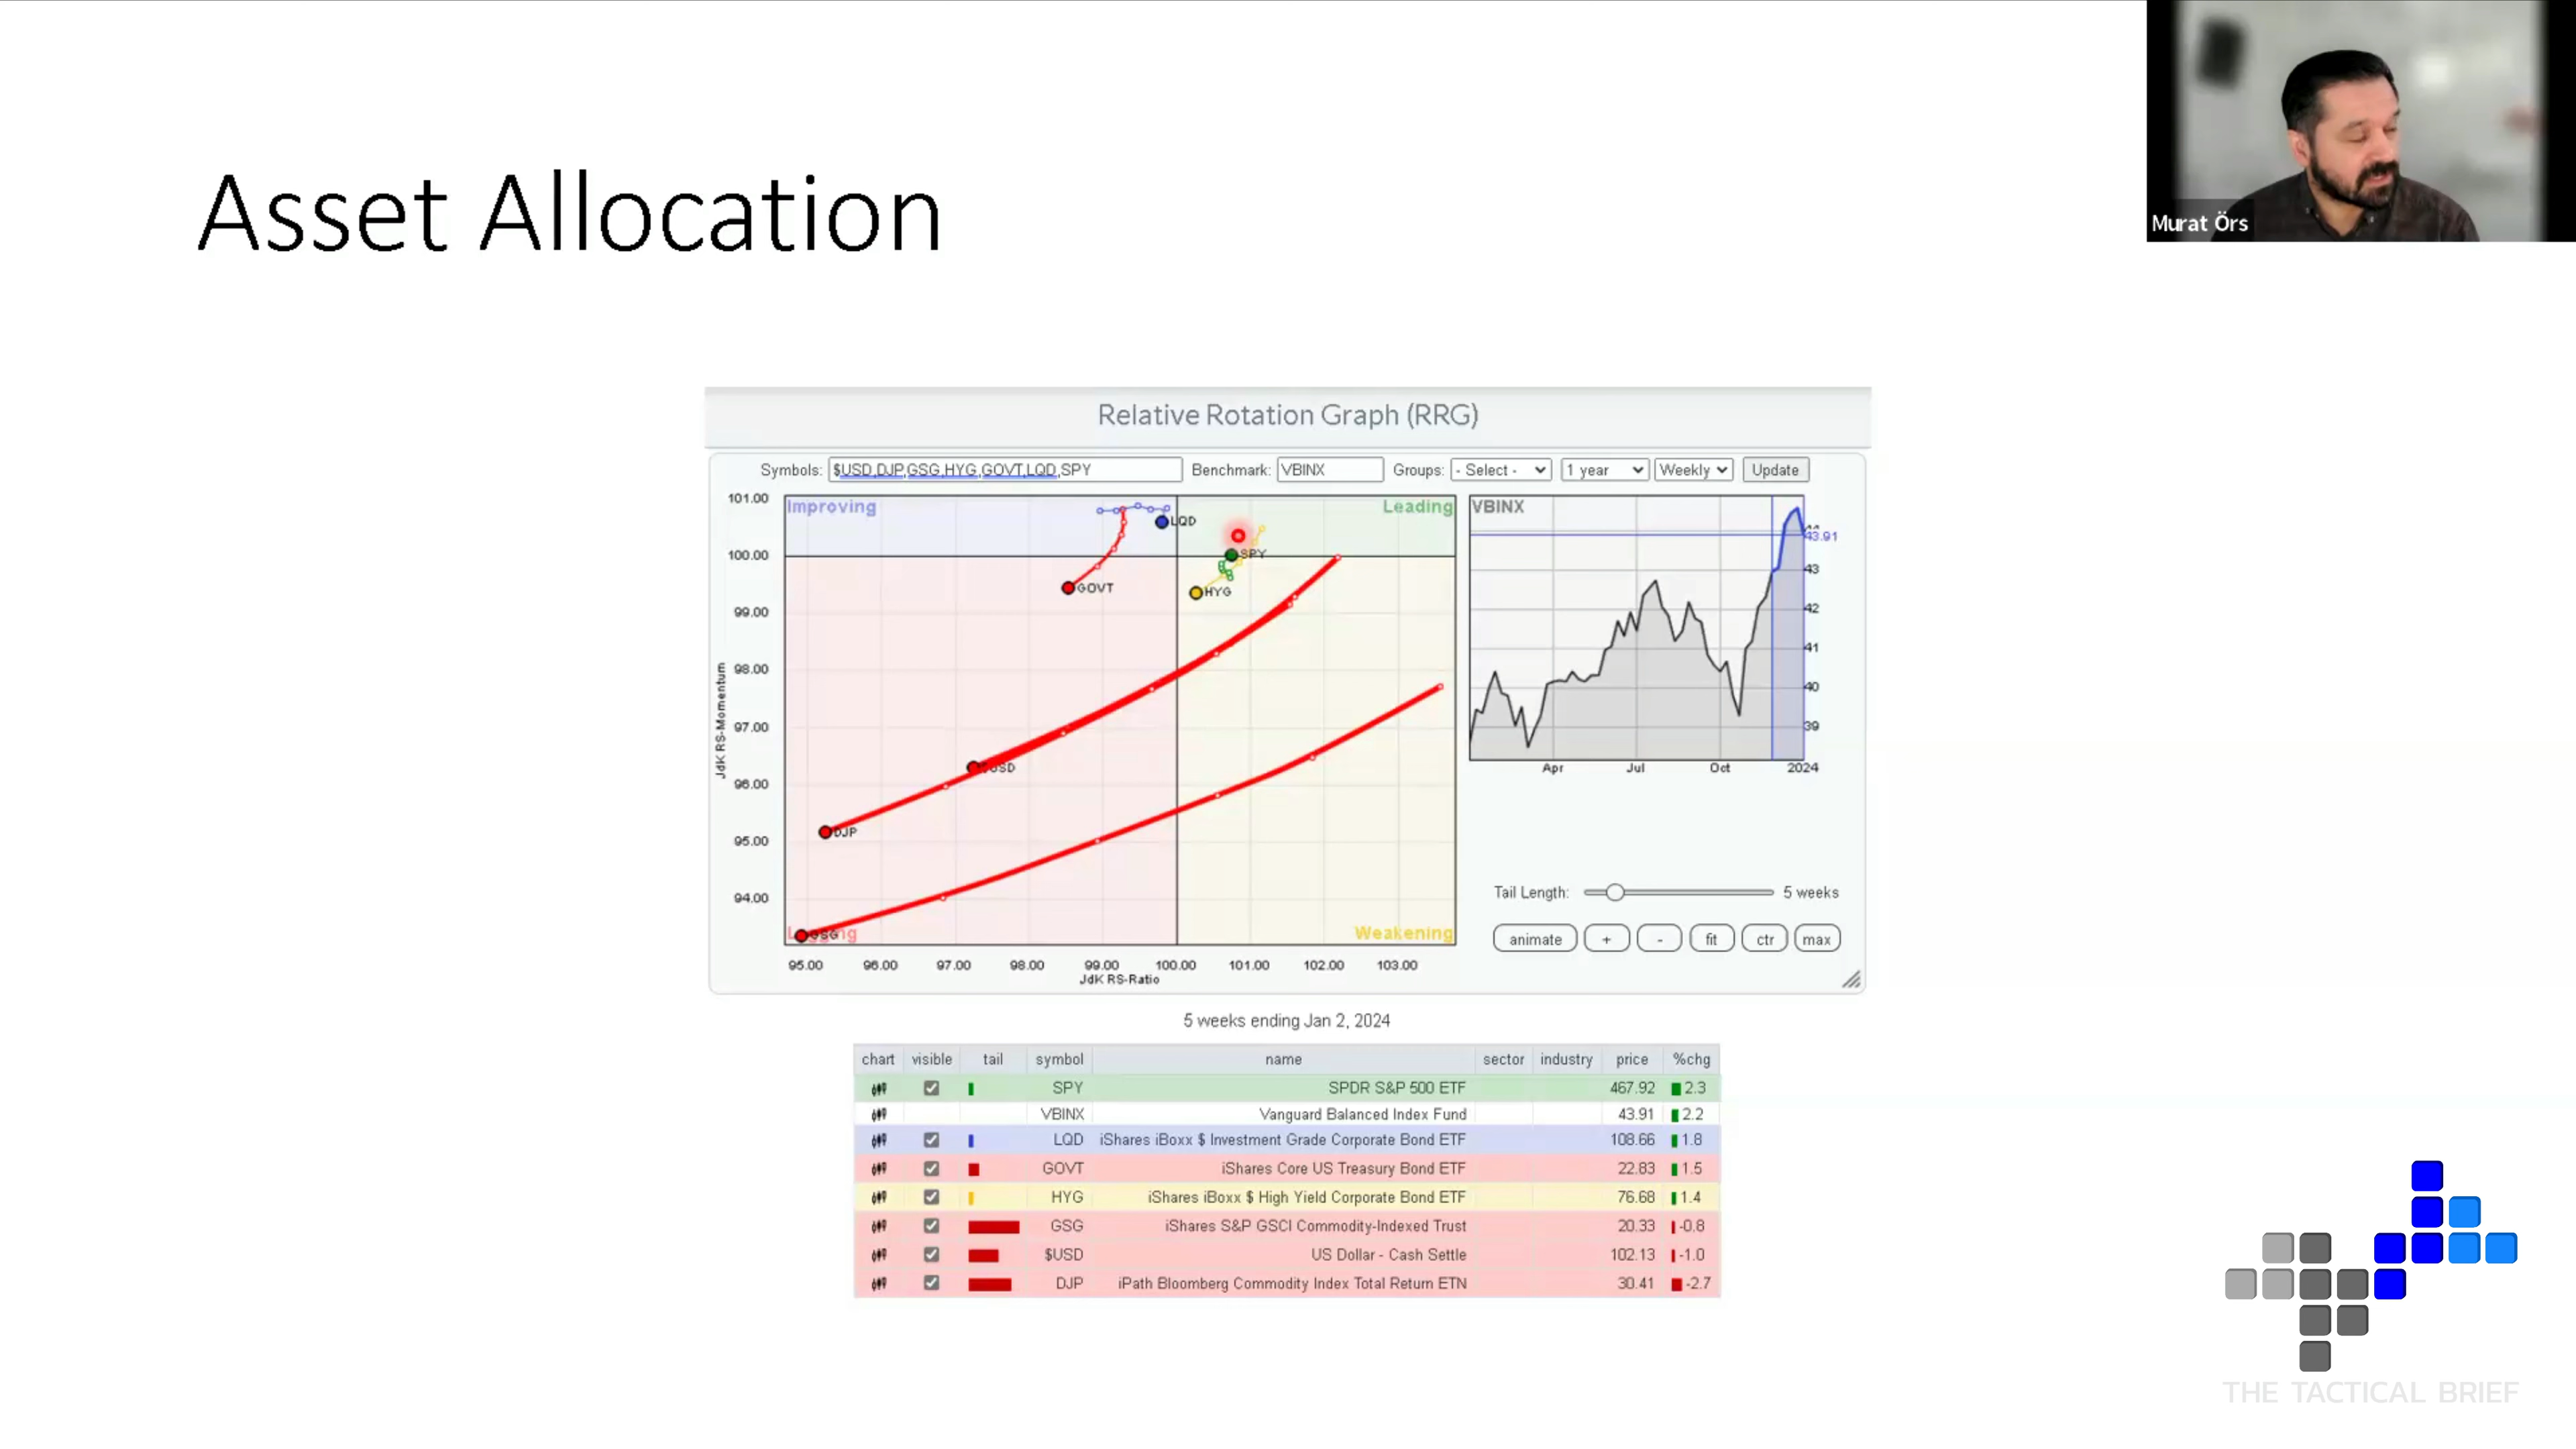 Murat Örs
Asset Allocation
Relative Rotation Graph (RRG)
Symbols: $USD,DJP,GSG,HYG,GOVT,LQD,SPY Benchmark: VBINX Groups: - Select - 1 year Weekly Update
101.00
100.00
99.00
98.00
97.00
96.00
95.00
94.00
JdK RS-Momentum
Improving
Leading
Weakening
LQD
SPY
GOVT
HYG
DJP
GSG
95.00 96.00 97.00 98.00 99.00 100.00 101.00 102.00 103.00
JdK RS-Ratio
VBINX
43.91
43
42
41
40
39
Apr Jul Oct 2024
Tail Length: 5 weeks
animate + - fit ctr max
5 weeks ending Jan 2, 2024
chart visible tail symbol name sector industry price %chg
SPY SPDR S&P 500 ETF 467.92 2.3
VBINX Vanguard Balanced Index Fund 43.91 2.2
LQD iShares iBoxx $ Investment Grade Corporate Bond ETF 108.66 1.8
GOVT iShares Core US Treasury Bond ETF 22.83 1.5
HYG iShares iBoxx $ High Yield Corporate Bond ETF 76.68 1.4
GSG iShares S&P GSCI Commodity-Indexed Trust 20.33 -0.8
$USD US Dollar - Cash Settle 102.13 -1.0
DJP iPath Bloomberg Commodity Index Total Return ETN 30.41 -2.7
THE TACTICAL BRIEF